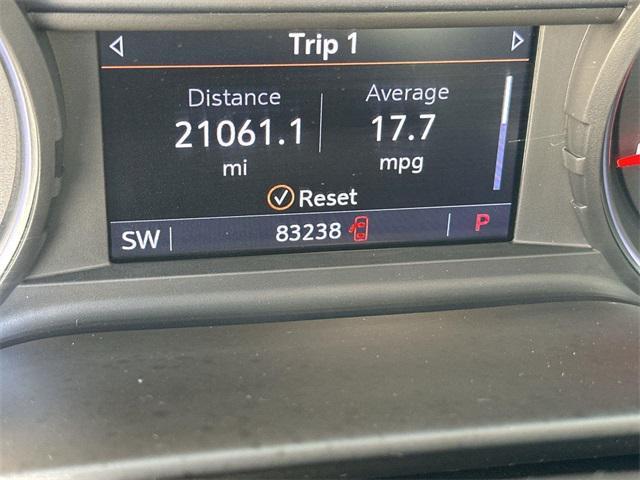 Trip 1
Distance Average
21061.1 17.7
mi mpg
Reset
SW 83238 P